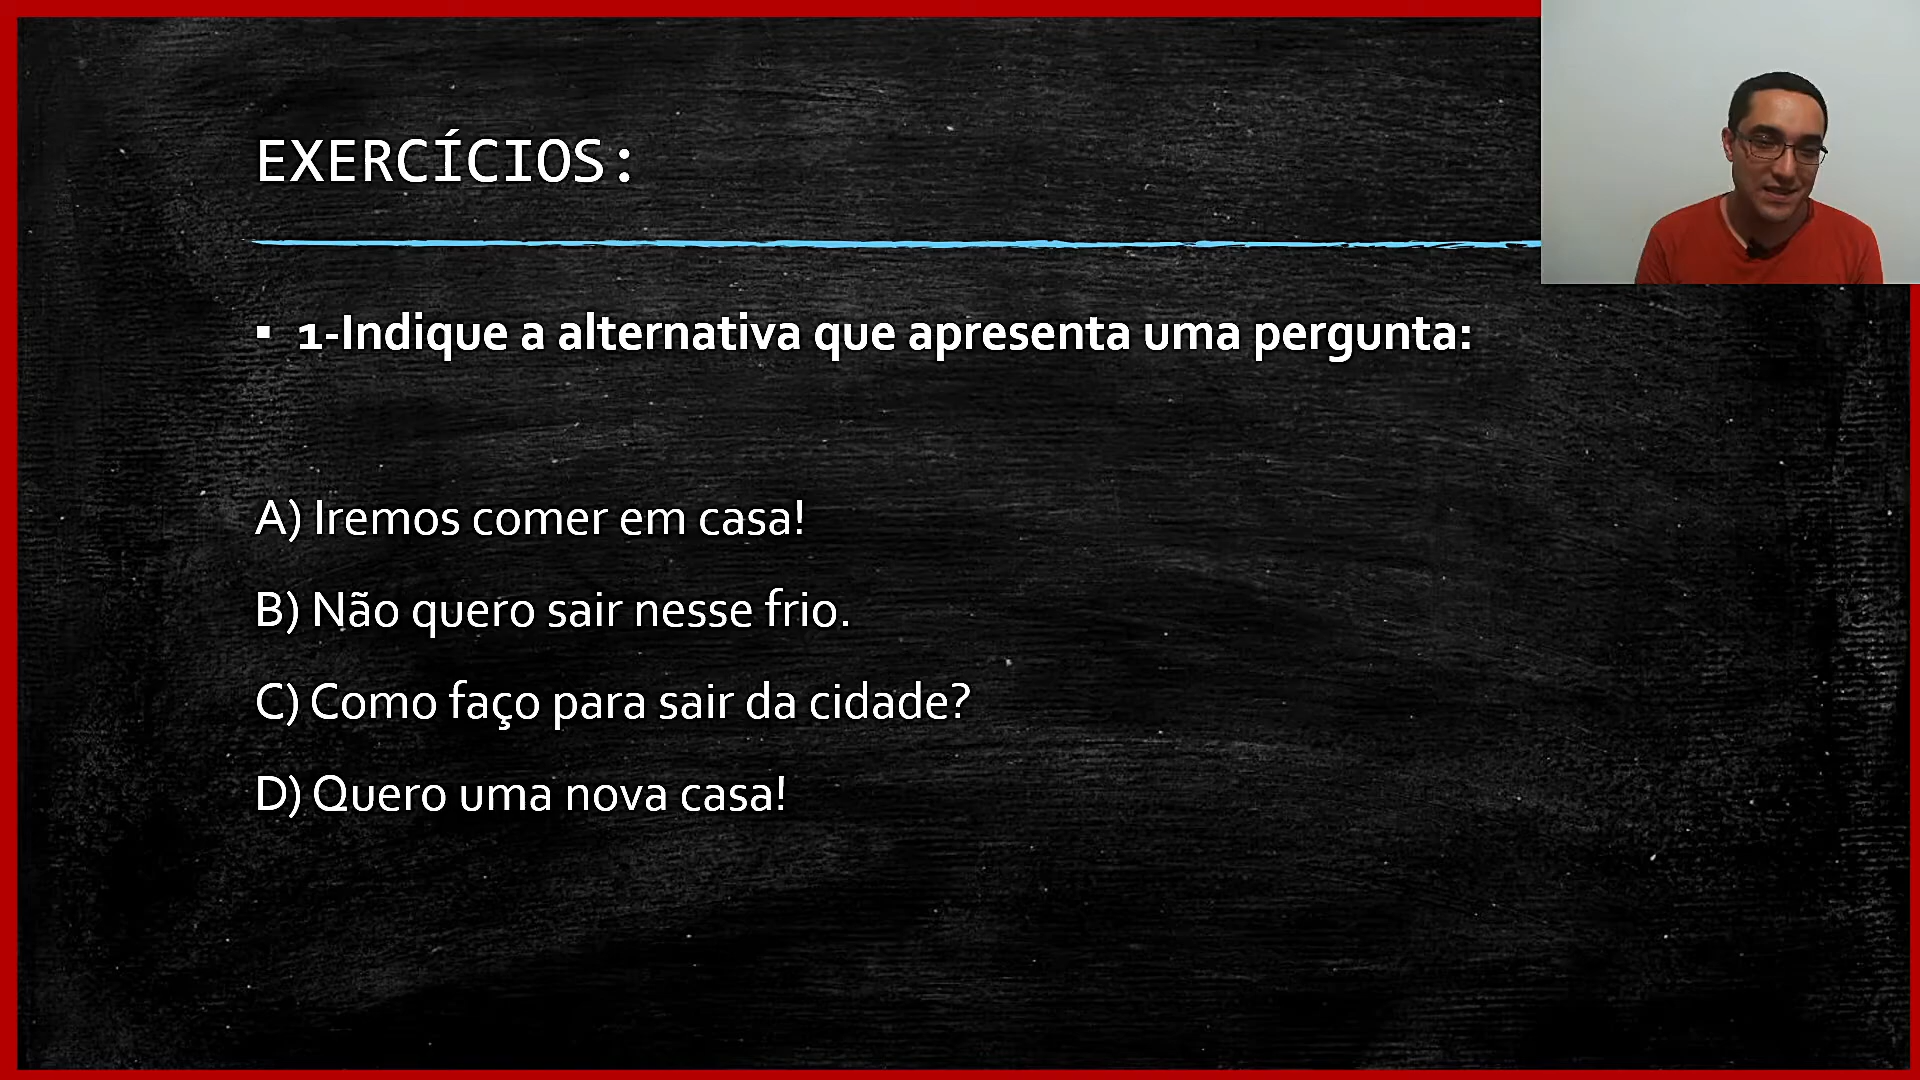 EXERCÍCIOS:
▪ 1-Indique a alternativa que apresenta uma pergunta:
A) Iremos comer em casa!
B) Não quero sair nesse frio.
C) Como faço para sair da cidade?
D) Quero uma nova casa!